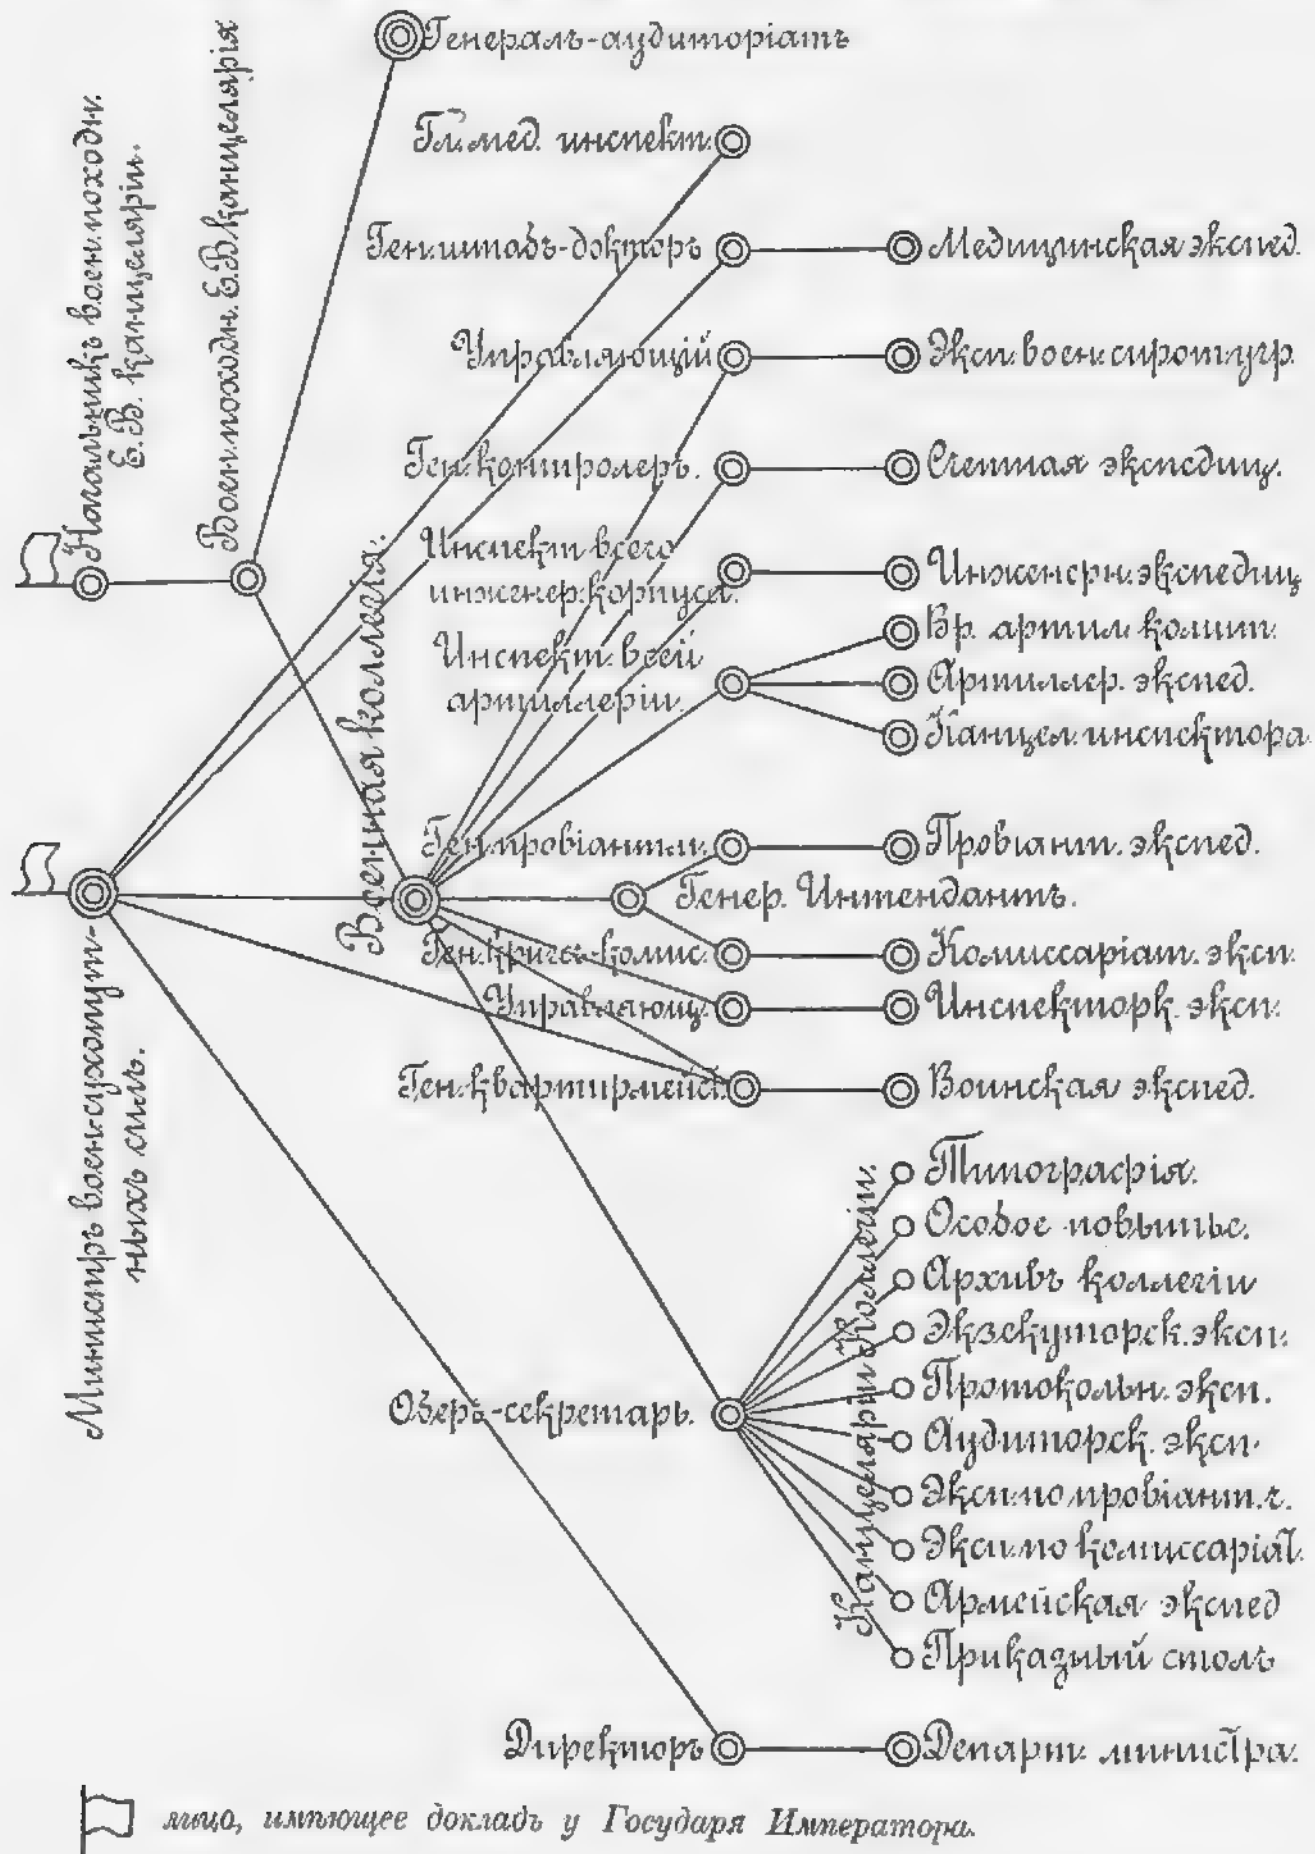 Генералъ-аудиторіатъ
Гл. мед. инспект.
Ген. штабъ-докторъ
Медицинская экспед.
Управляющій
Эксп. воен. сирот. учр.
Ген. контролеръ.
Счетная экспедиц.
Начальникъ воен. походн.
Е. В. канцеляріи.
Воен. походн. Е. В. канцелярія
Инспект. всего
инженер. корпуса.
Инженерн. экспедиц
Вр. артил. комит.
Инспект. всей
артиллеріи.
Артиллер. экспед.
Канцел. инспектора
Военная коллегія.
Ген. провіантм.
Провіант. экспед.
Генер. Интендантъ.
Ген. кригс-комис.
Комиссаріат. эксп.
Управляющ.
Инспекторк. эксп.
Министръ воен. сухопут-
ныхъ силъ.
Ген. квартирмейст.
Воинская экспед.
Оберъ-секретарь.
Канцелярія Колегіи.
Типографія.
Особое повытье.
Архивъ коллегіи
Экзекуторск. эксп.
Протокольн. эксп.
Аудиторск. эксп.
Эксп. по провіант. ч.
Эксп. по комиссаріат.
Армейская экспед
Приказный столъ
Директоръ
Департ. министра.
лицо, имѣющее докладъ у Государя Императора.